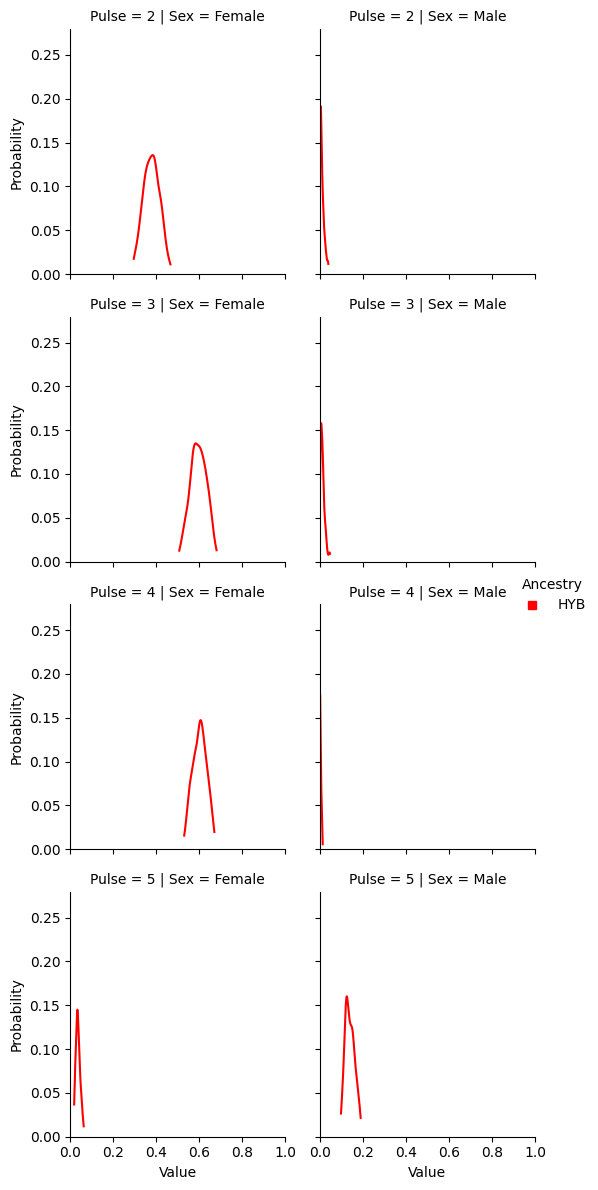 Pulse = 2 | Sex = Female
Pulse = 2 | Sex = Male
0.25
0.20
0.15
0.10
0.05
0.00
Probability
Pulse = 3 | Sex = Female
Pulse = 3 | Sex = Male
0.25
0.20
0.15
0.10
0.05
0.00
Probability
Ancestry
HYB
Pulse = 4 | Sex = Female
Pulse = 4 | Sex = Male
0.25
0.20
0.15
0.10
0.05
0.00
Probability
Pulse = 5 | Sex = Female
Pulse = 5 | Sex = Male
0.25
0.20
0.15
0.10
0.05
0.00
Probability
0.0 0.2 0.4 0.6 0.8 1.0
Value
0.0 0.2 0.4 0.6 0.8 1.0
Value